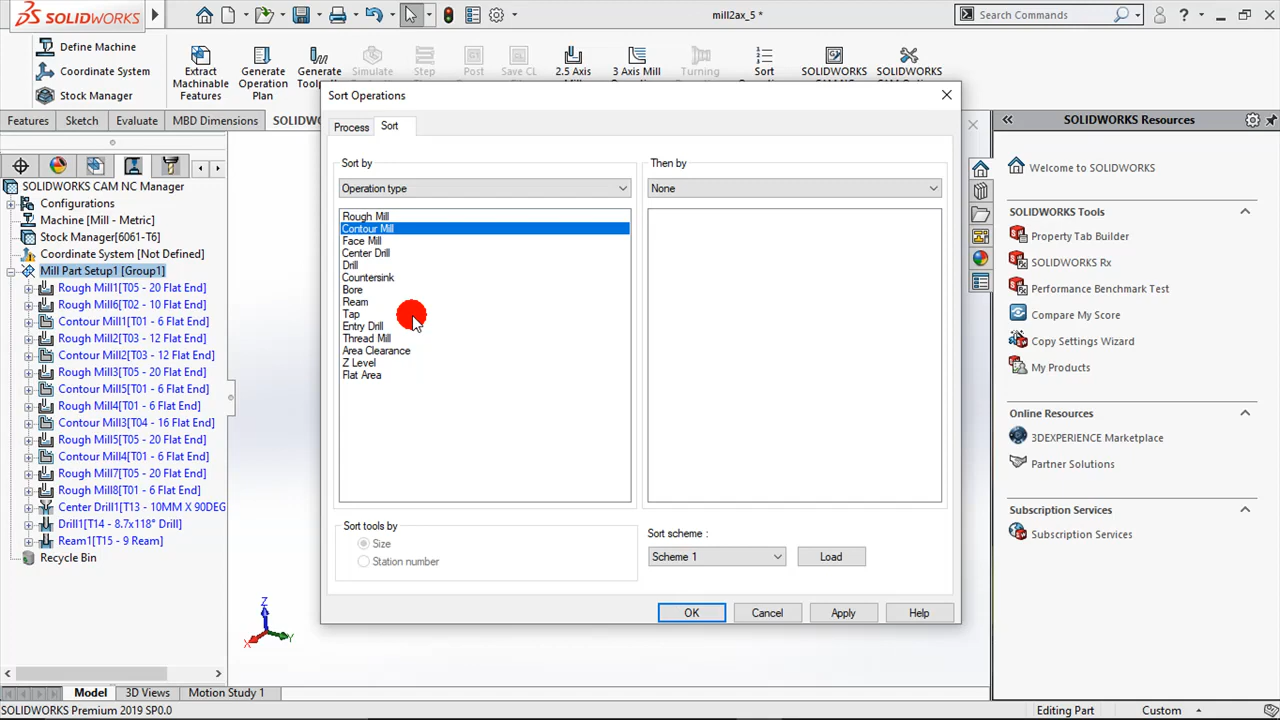 SOLIDWORKS
mill2ax_5 *
Search Commands
Define Machine
Coordinate System
Stock Manager
Extract Machinable Features
Generate Operation Plan
Generate
Simulate
Step
Post
Save CL
2.5 Axis
3 Axis Mill
Turning
Sort
SOLIDWORKS
SOLIDWORKS
Features
Sketch
Evaluate
MBD Dimensions
SOLIDW
SOLIDWORKS CAM NC Manager
Configurations
Machine [Mill - Metric]
Stock Manager[6061-T6]
Coordinate System [Not Defined]
Mill Part Setup1 [Group1]
Rough Mill1[T05 - 20 Flat End]
Rough Mill6[T02 - 10 Flat End]
Contour Mill1[T01 - 6 Flat End]
Rough Mill2[T03 - 12 Flat End]
Contour Mill2[T03 - 12 Flat End]
Rough Mill3[T05 - 20 Flat End]
Contour Mill5[T01 - 6 Flat End]
Rough Mill4[T01 - 6 Flat End]
Contour Mill3[T04 - 16 Flat End]
Rough Mill5[T05 - 20 Flat End]
Contour Mill4[T01 - 6 Flat End]
Rough Mill7[T05 - 20 Flat End]
Rough Mill8[T01 - 6 Flat End]
Center Drill1[T13 - 10MM X 90DEG
Drill1[T14 - 8.7x118° Drill]
Ream1[T15 - 9 Ream]
Recycle Bin
Sort Operations
Process
Sort
Sort by
Operation type
Rough Mill
Contour Mill
Face Mill
Center Drill
Drill
Countersink
Bore
Ream
Tap
Entry Drill
Thread Mill
Area Clearance
Z Level
Flat Area
Then by
None
Sort tools by
Size
Station number
Sort scheme :
Scheme 1
Load
OK
Cancel
Apply
Help
Z
X
Y
SOLIDWORKS Resources
Welcome to SOLIDWORKS
SOLIDWORKS Tools
Property Tab Builder
SOLIDWORKS Rx
Performance Benchmark Test
Compare My Score
Copy Settings Wizard
My Products
Online Resources
3DEXPERIENCE Marketplace
Partner Solutions
Subscription Services
Subscription Services
Model
3D Views
Motion Study 1
SOLIDWORKS Premium 2019 SP0.0
Editing Part
Custom